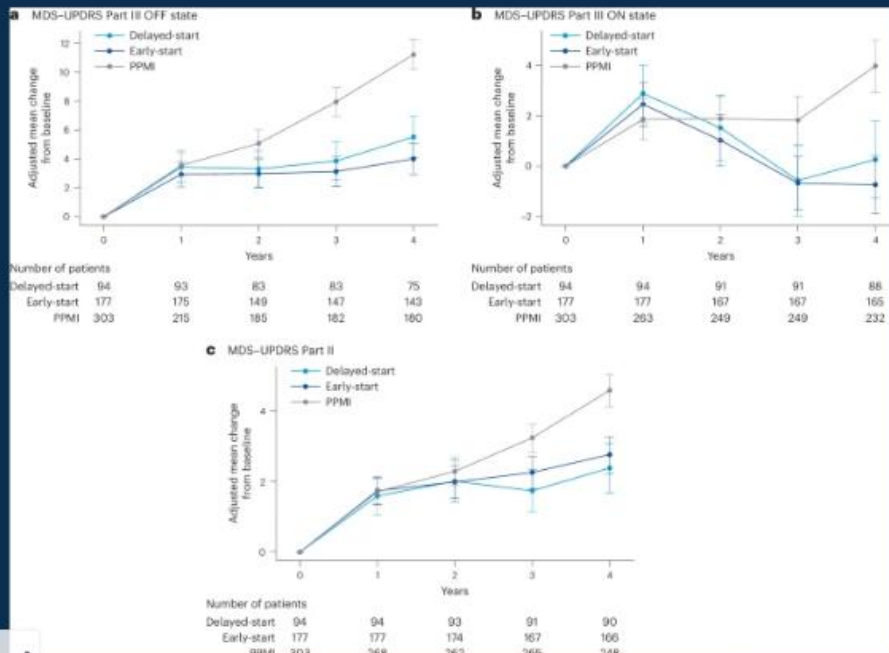 a MDS–UPDRS Part III OFF state
Delayed-start
Early-start
PPMI
Adjusted mean change
from baseline
12
10
8
6
4
2
0
0 1 2 3 4
Years
Number of patients
Delayed-start 94 93 83 83 75
Early-start 177 175 149 147 143
PPMI 303 215 185 182 180
b MDS–UPDRS Part III ON state
Delayed-start
Early-start
PPMI
Adjusted mean change
from baseline
4
2
0
-2
0 1 2 3 4
Years
Number of patients
Delayed-start 94 94 91 91 88
Early-start 177 177 167 167 165
PPMI 303 263 249 249 232
c MDS–UPDRS Part II
Delayed-start
Early-start
PPMI
Adjusted mean change
from baseline
4
2
0
0 1 2 3 4
Years
Number of patients
Delayed-start 94 94 93 91 90
Early-start 177 177 174 167 166
PPMI 303 268 262 265 248